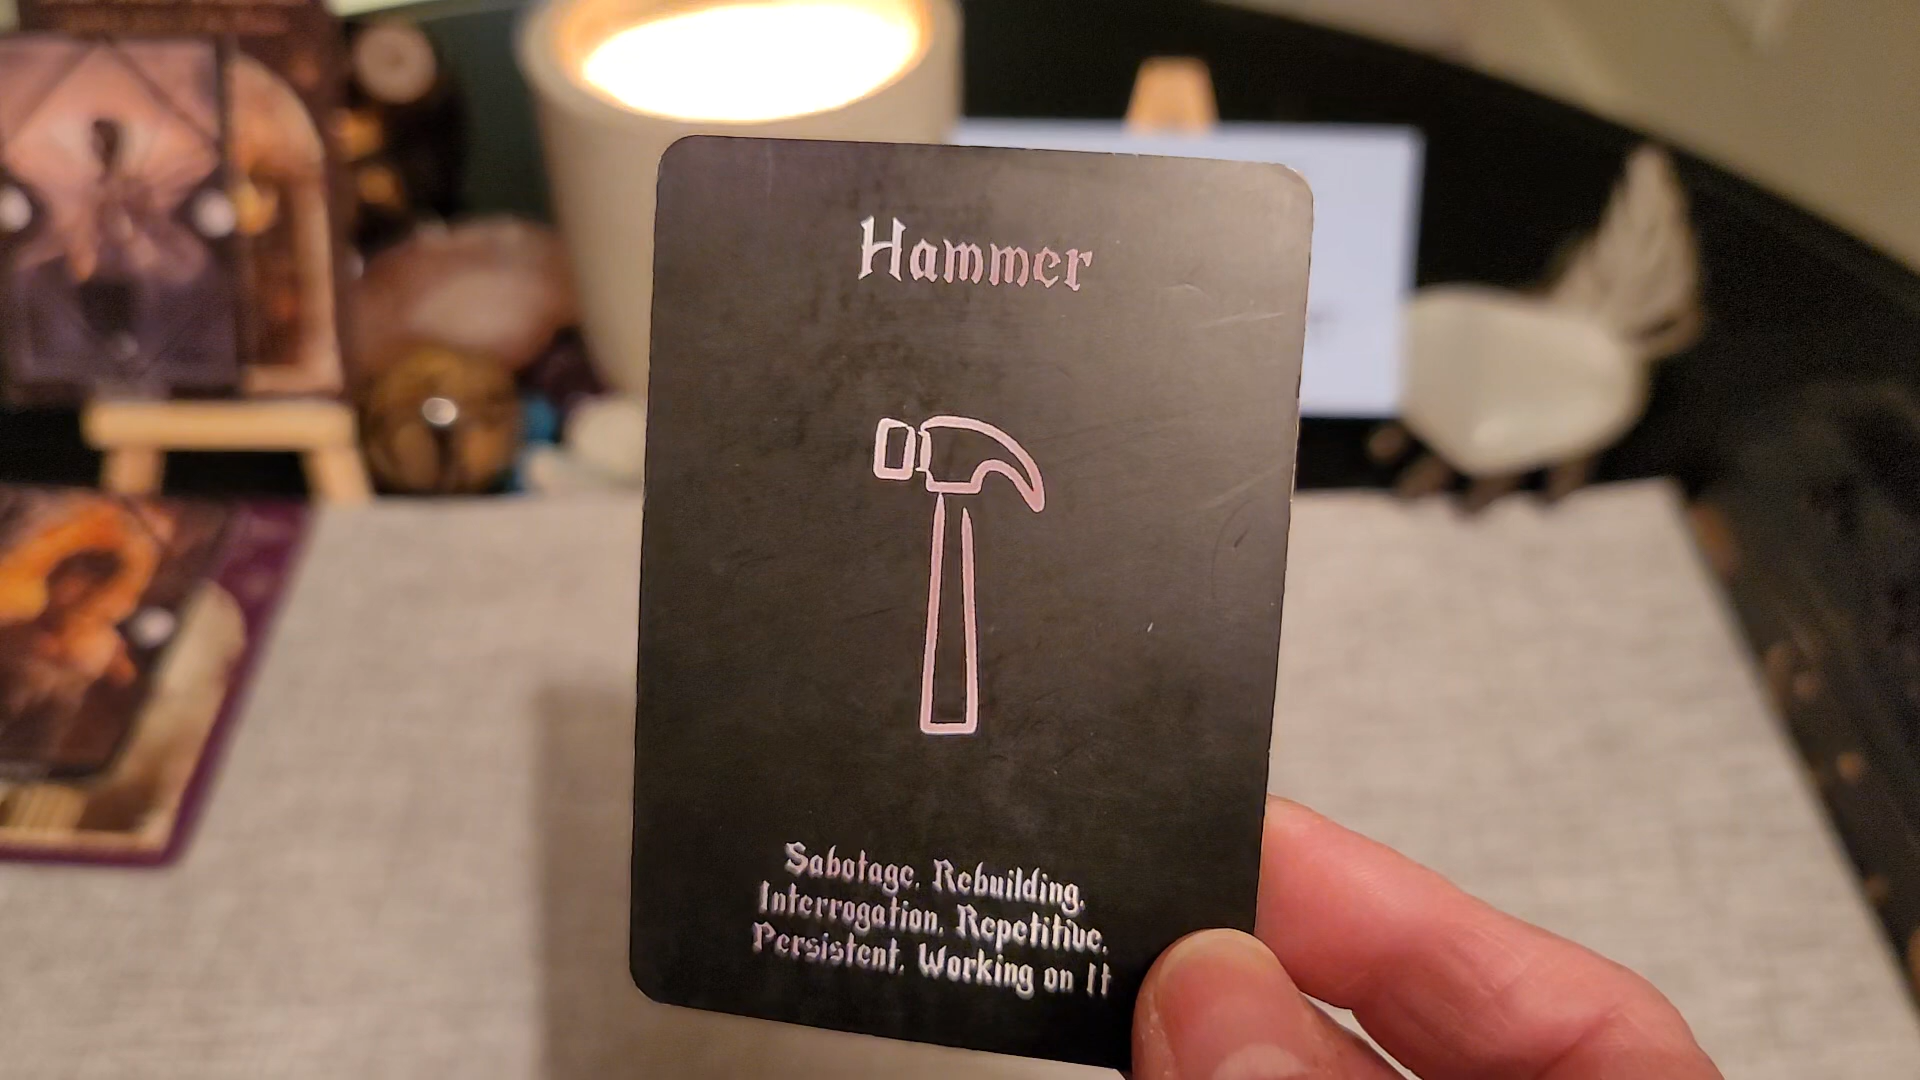 Hammer
Sabotage, Rebuilding,
Interrogation, Repetitive,
Persistent, Working on It